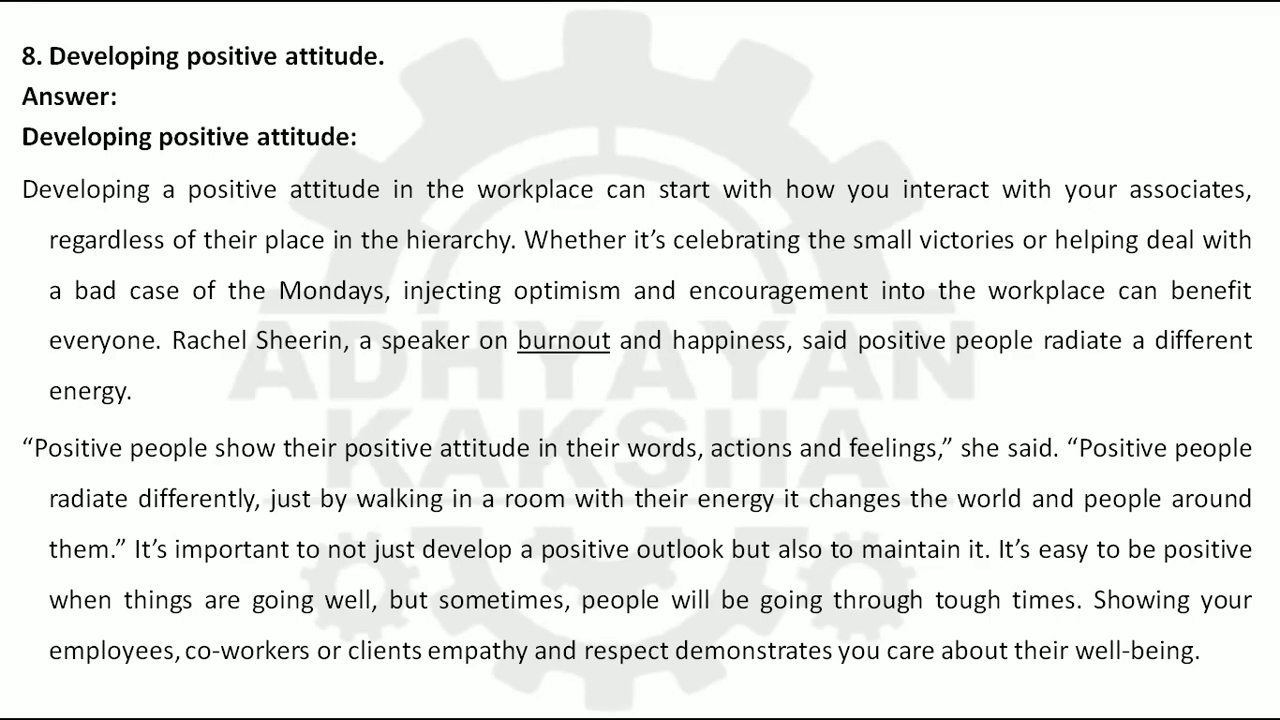 8. Developing positive attitude.
Answer:
Developing positive attitude:
Developing a positive attitude in the workplace can start with how you interact with your associates,
regardless of their place in the hierarchy. Whether it’s celebrating the small victories or helping deal with
a bad case of the Mondays, injecting optimism and encouragement into the workplace can benefit
everyone. Rachel Sheerin, a speaker on burnout and happiness, said positive people radiate a different
energy.
“Positive people show their positive attitude in their words, actions and feelings,” she said. “Positive people
radiate differently, just by walking in a room with their energy it changes the world and people around
them.” It’s important to not just develop a positive outlook but also to maintain it. It’s easy to be positive
when things are going well, but sometimes, people will be going through tough times. Showing your
employees, co-workers or clients empathy and respect demonstrates you care about their well-being.
ADHYAYAN
KAKSHA